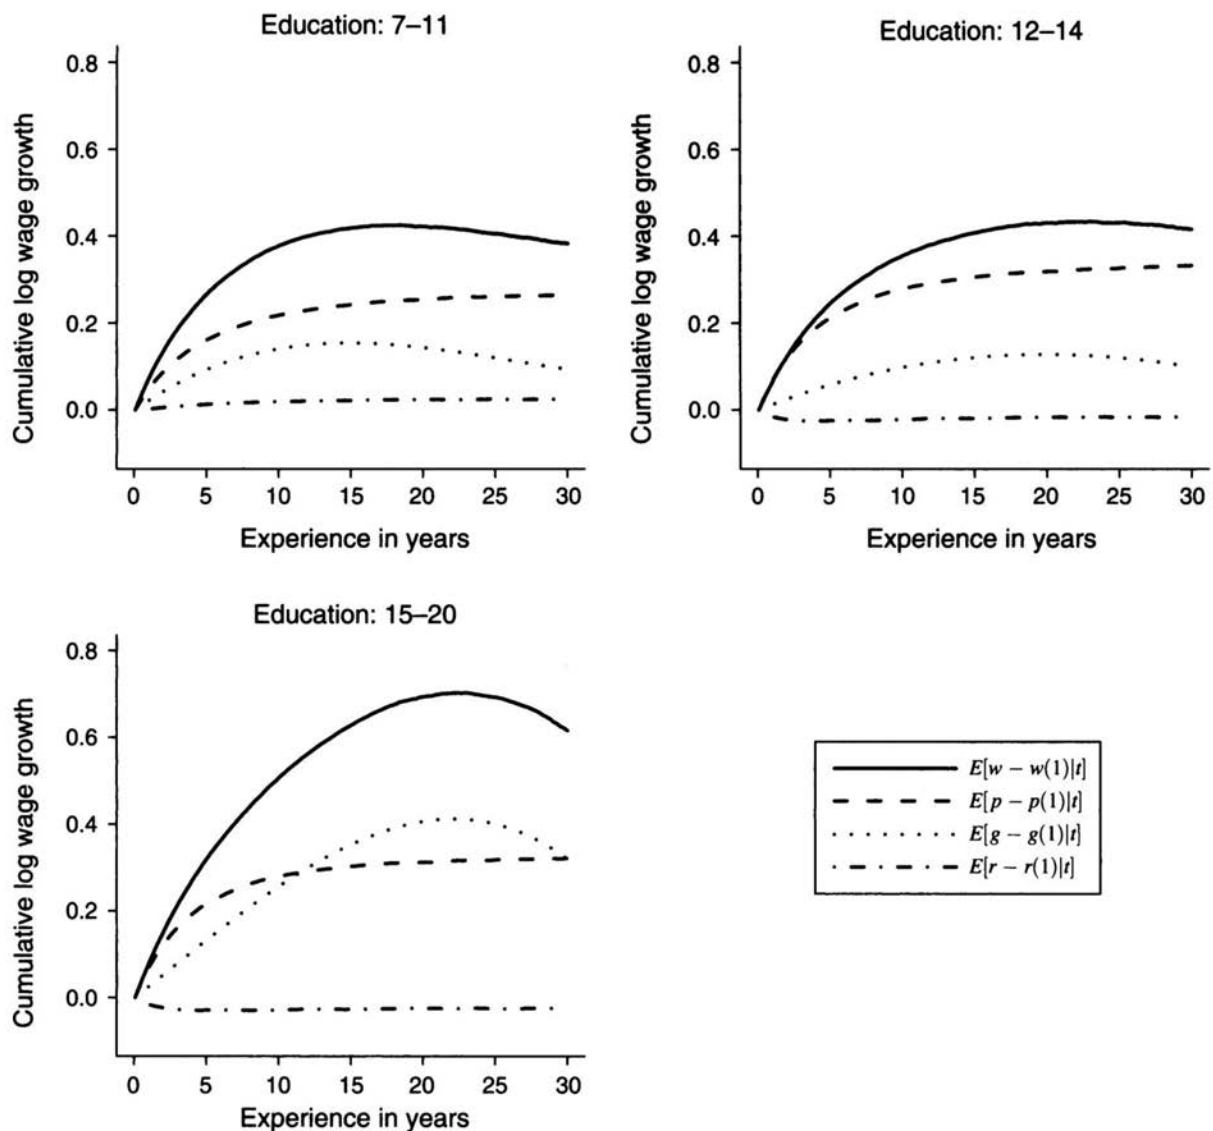 Education: 7–11
Cumulative log wage growth
0.8
0.6
0.4
0.2
0.0
0 5 10 15 20 25 30
Experience in years
Education: 12–14
Cumulative log wage growth
0.8
0.6
0.4
0.2
0.0
0 5 10 15 20 25 30
Experience in years
Education: 15–20
Cumulative log wage growth
0.8
0.6
0.4
0.2
0.0
0 5 10 15 20 25 30
Experience in years
E[w − w(1)|t]
E[p − p(1)|t]
E[g − g(1)|t]
E[r − r(1)|t]